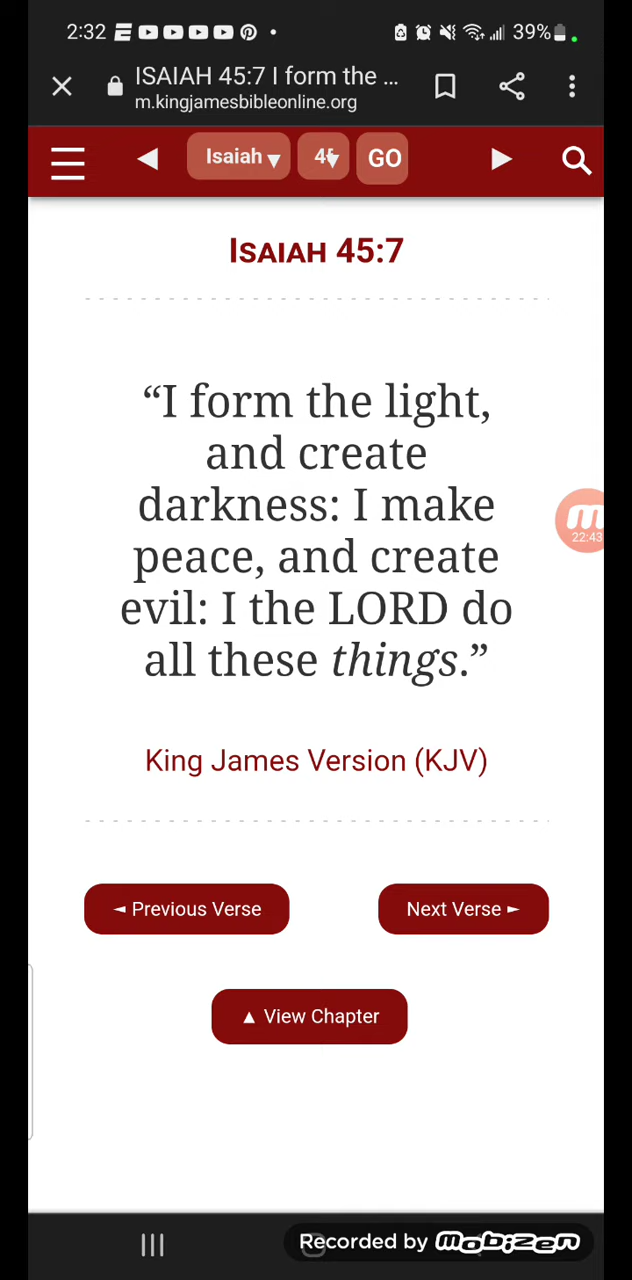 2:32 39%
ISAIAH 45:7 I form the ...
m.kingjamesbibleonline.org
Isaiah GO
ISAIAH 45:7
“I form the light,
and create
darkness: I make
peace, and create
evil: I the LORD do
all these things.”
22:43
King James Version (KJV)
◄ Previous Verse Next Verse ►
▲ View Chapter
Recorded by mobizen